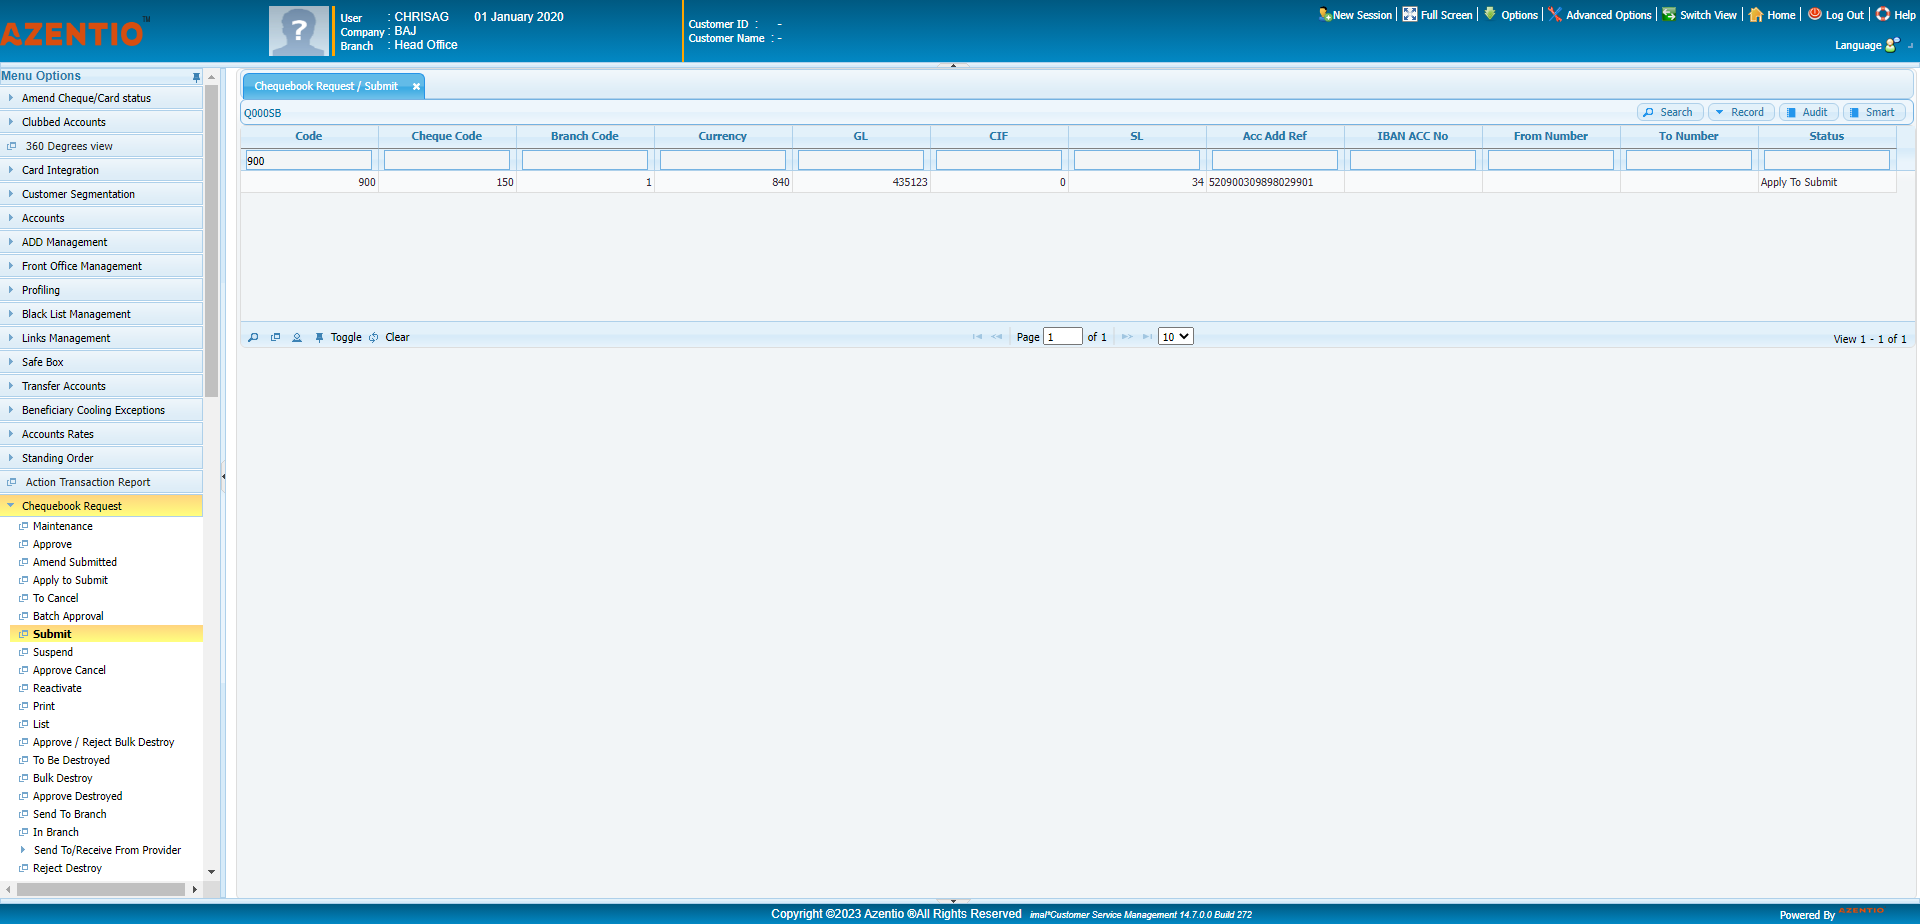 AZENTIO™
User : CHRISAG 01 January 2020
Company : BAJ
Branch : Head Office
Customer ID : -
Customer Name : -
New Session Full Screen Options Advanced Options Switch View Home Log Out Help
Language
Menu Options
Amend Cheque/Card status
Clubbed Accounts
360 Degrees view
Card Integration
Customer Segmentation
Accounts
ADD Management
Front Office Management
Profiling
Black List Management
Links Management
Safe Box
Transfer Accounts
Beneficiary Cooling Exceptions
Accounts Rates
Standing Order
Action Transaction Report
Chequebook Request
Maintenance
Approve
Amend Submitted
Apply to Submit
To Cancel
Batch Approval
Submit
Suspend
Approve Cancel
Reactivate
Print
List
Approve / Reject Bulk Destroy
To Be Destroyed
Bulk Destroy
Approve Destroyed
Send To Branch
In Branch
Send To/Receive From Provider
Reject Destroy
Chequebook Request / Submit
Q000SB
Search Record Audit Smart
Code Cheque Code Branch Code Currency GL CIF SL Acc Add Ref IBAN ACC No From Number To Number Status
900
900 150 1 840 435123 0 34 520900309898029901 Apply To Submit
Toggle Clear
Page 1 of 1 10
View 1 - 1 of 1
Copyright ©2023 Azentio ®All Rights Reserved imal*Customer Service Management 14.7.0.0 Build 272
Powered By AZENTIO